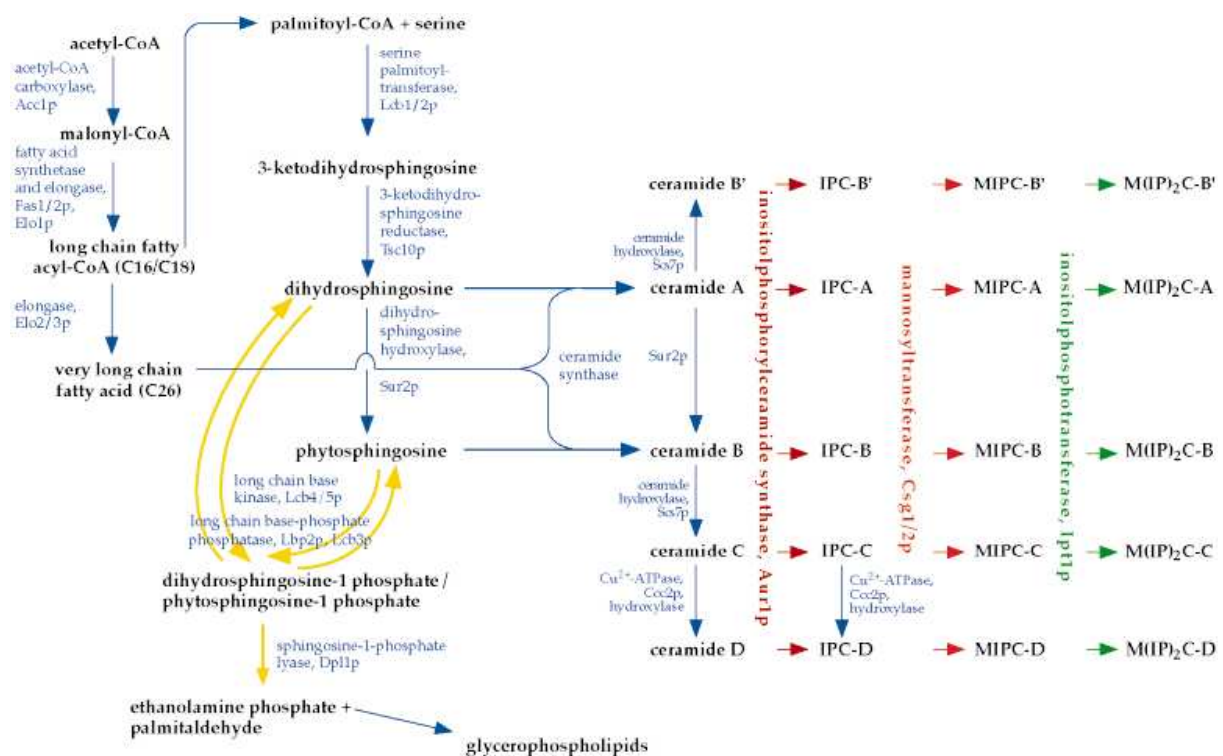 palmitoyl-CoA + serine
acetyl-CoA
acetyl-CoA
carboxylase,
Acc1p
serine
palmitoyl-
transferase,
Lcb1/2p
malonyl-CoA
fatty acid
synthetase
and elongase,
Fas1/2p,
Elo1p
3-ketodihydrosphingosine
3-ketodihydro-
sphingosine
reductase,
Tsc10p
long chain fatty
acyl-CoA (C16/C18)
elongase,
Elo2/3p
very long chain
fatty acid (C26)
dihydrosphingosine
dihydro-
sphingosine
hydroxylase,
Sur2p
ceramide
synthase
phytosphingosine
long chain base
kinase, Lcb4/5p
long chain base-phosphate
phosphatase, Lbp2p, Lcb3p
dihydrosphingosine-1 phosphate/
phytosphingosine-1 phosphate
sphingosine-1-phosphate
lyase, Dpl1p
ethanolamine phosphate +
palmitaldehyde
glycerophospholipids
ceramide B' IPC-B' MIPC-B' M(IP)2C-B'
ceramide
hydroxylase,
Scs7p
ceramide A IPC-A MIPC-A M(IP)2C-A
Sur2p
ceramide B IPC-B MIPC-B M(IP)2C-B
ceramide
hydroxylase,
Scs7p
ceramide C IPC-C MIPC-C M(IP)2C-C
Cu2+-ATPase,
Ccc2p,
hydroxylase
Cu2+-ATPase,
Ccc2p,
hydroxylase
ceramide D IPC-D MIPC-D M(IP)2C-D
inositolphosphorylceramide synthase, Aur1p
mannosyltransferase, Csg1/2p
inositolphosphotransferase, Ipt1p